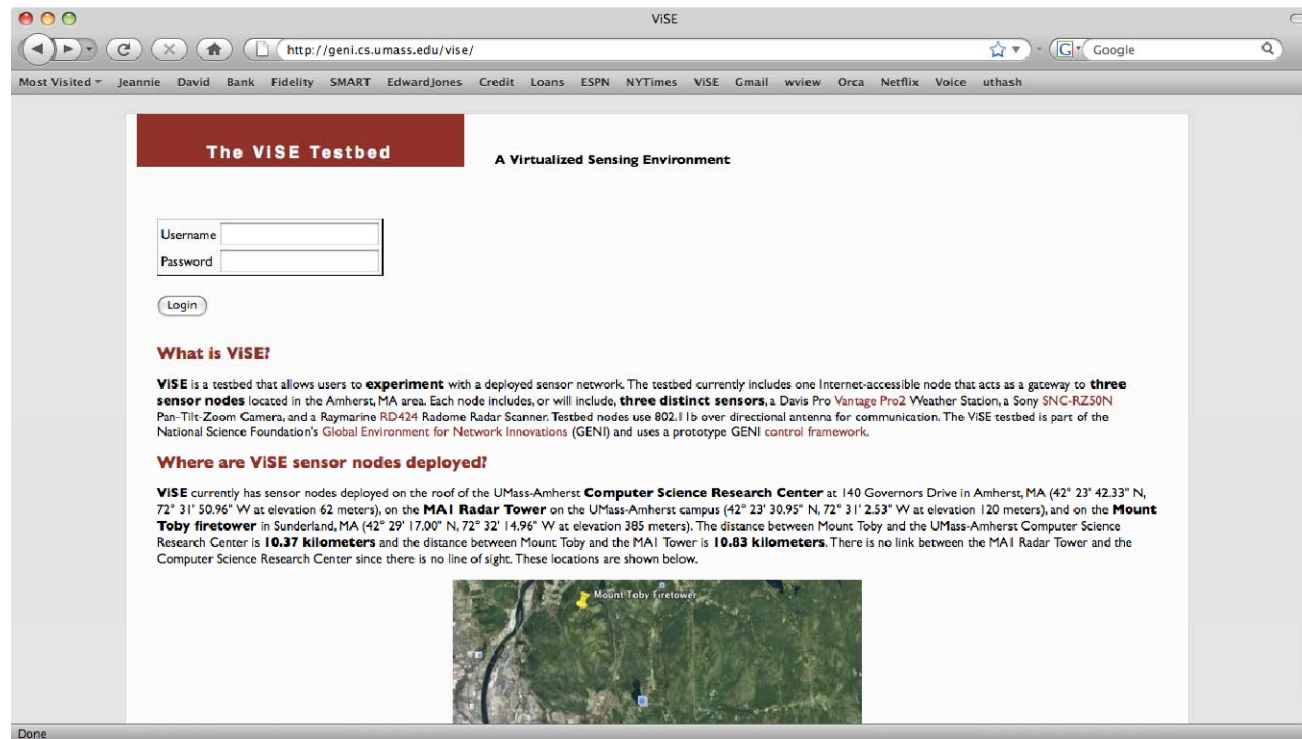 ViSE
http://geni.cs.umass.edu/vise/
G Google
Most Visited Jeannie David Bank Fidelity SMART EdwardJones Credit Loans ESPN NYTimes ViSE Gmail wview Orca Netflix Voice uthash
The ViSE Testbed
A Virtualized Sensing Environment
Username
Password
Login
What is ViSE?
ViSE is a testbed that allows users to experiment with a deployed sensor network. The testbed currently includes one Internet-accessible node that acts as a gateway to three
sensor nodes located in the Amherst, MA area. Each node includes, or will include, three distinct sensors, a Davis Pro Vantage Pro2 Weather Station, a Sony SNC-RZ50N
Pan-Tilt-Zoom Camera, and a Raymarine RD424 Radome Radar Scanner. Testbed nodes use 802.11b over directional antenna for communication. The ViSE testbed is part of the
National Science Foundation's Global Environment for Network Innovations (GENI) and uses a prototype GENI control framework.
Where are ViSE sensor nodes deployed?
ViSE currently has sensor nodes deployed on the roof of the UMass-Amherst Computer Science Research Center at 140 Governors Drive in Amherst, MA (42° 23' 42.33" N,
72° 31' 50.96" W at elevation 62 meters), on the MA1 Radar Tower on the UMass-Amherst campus (42° 23' 30.95" N, 72° 31' 2.53" W at elevation 120 meters), and on the Mount
Toby firetower in Sunderland, MA (42° 29' 17.00" N, 72° 32' 14.96" W at elevation 385 meters). The distance between Mount Toby and the UMass-Amherst Computer Science
Research Center is 10.37 kilometers and the distance between Mount Toby and the MA1 Tower is 10.83 kilometers. There is no link between the MA1 Radar Tower and the
Computer Science Research Center since there is no line of sight. These locations are shown below.
Mount Toby Firetower
Done